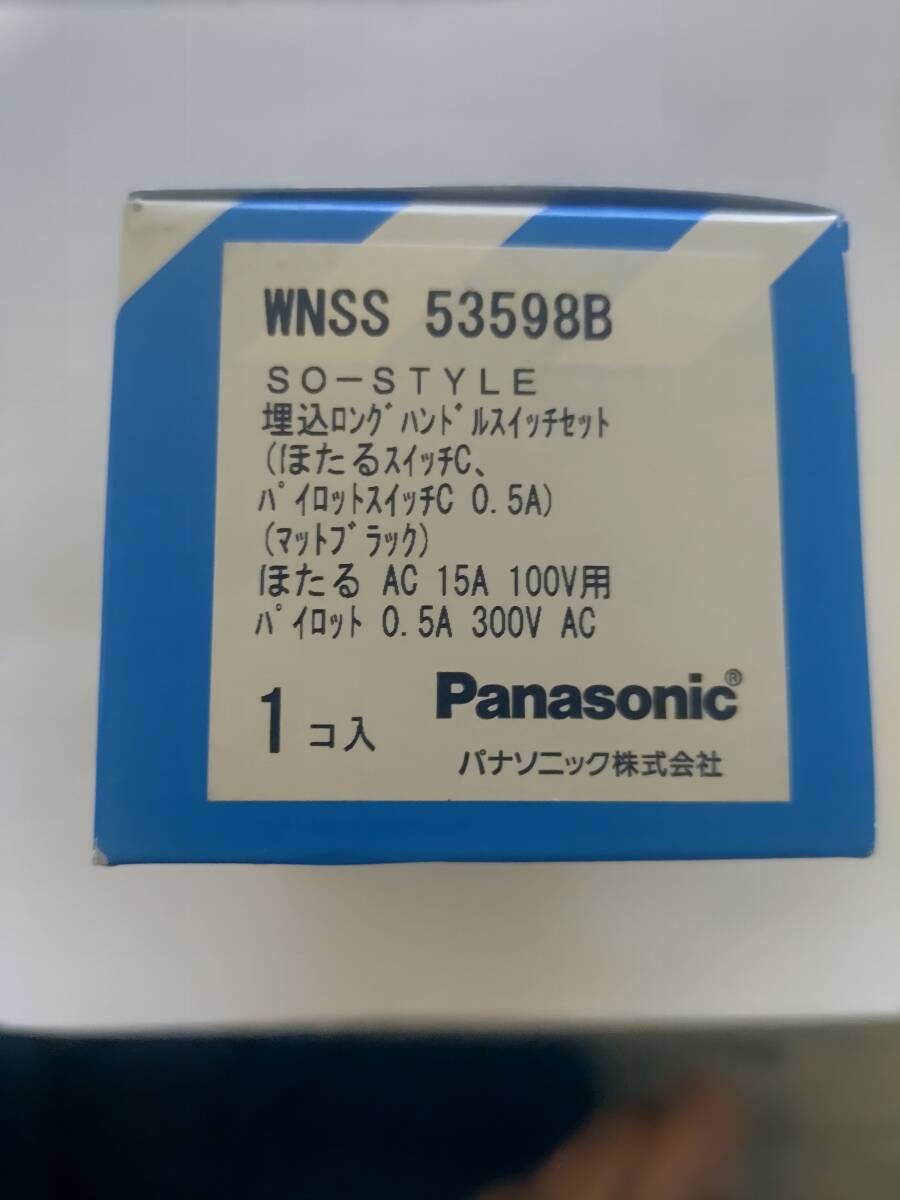 WNSS 53598B
SO-STYLE
埋込ﾛﾝｸﾞﾊﾝﾄﾞﾙｽｲｯﾁｾｯﾄ
(ほたるｽｲｯﾁC、
ﾊﾟｲﾛｯﾄｽｲｯﾁC 0.5A)
(ﾏｯﾄﾌﾞﾗｯｸ)
ほたる AC 15A 100V用
ﾊﾟｲﾛｯﾄ 0.5A 300V AC
1コ入
Panasonic®
パナソニック株式会社